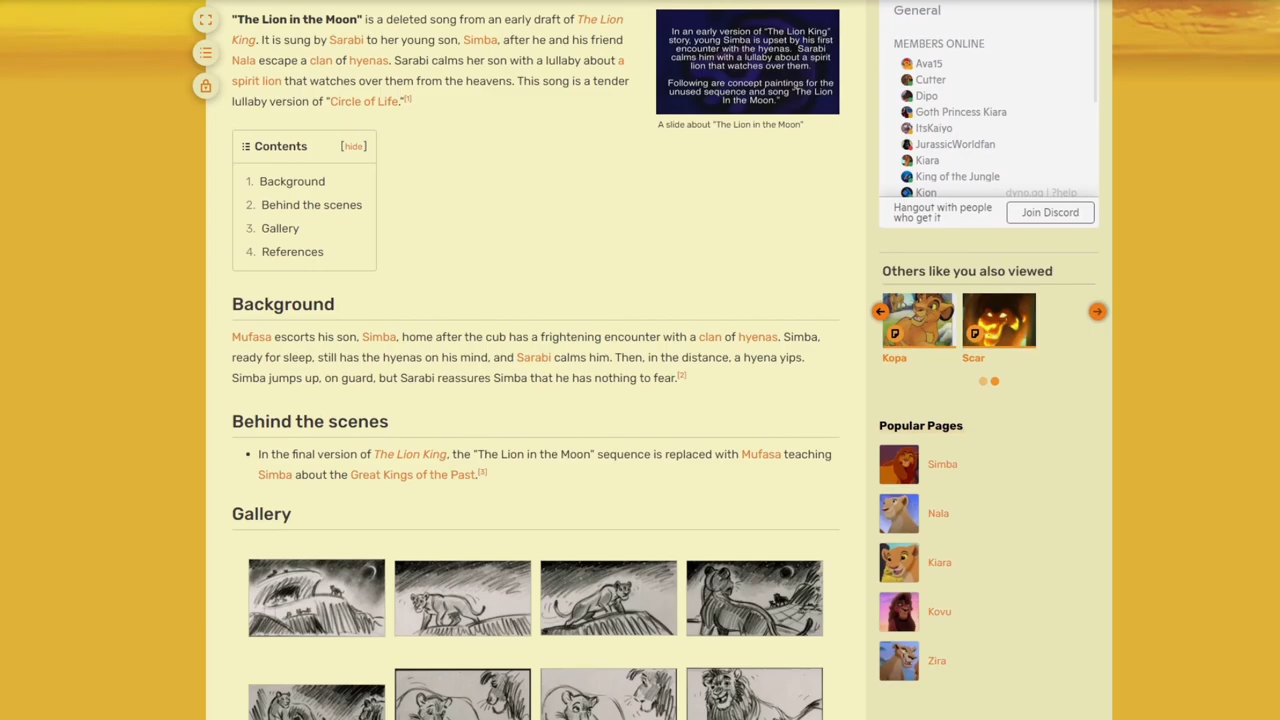 "The Lion in the Moon" is a deleted song from an early draft of The Lion
King. It is sung by Sarabi to her young son, Simba, after he and his friend
Nala escape a clan of hyenas. Sarabi calms her son with a lullaby about a
spirit lion that watches over them from the heavens. This song is a tender
lullaby version of "Circle of Life."[1]
In an early version of "The Lion King"
story, young Simba is upset by his first
encounter with the hyenas. Sarabi
calms him with a lullaby about a spirit
lion that watches over them.
Following are concept paintings for the
unused sequence and song "The Lion
In the Moon."
A slide about "The Lion in the Moon"
Contents [hide]
1. Background
2. Behind the scenes
3. Gallery
4. References
Background
Mufasa escorts his son, Simba, home after the cub has a frightening encounter with a clan of hyenas. Simba,
ready for sleep, still has the hyenas on his mind, and Sarabi calms him. Then, in the distance, a hyena yips.
Simba jumps up, on guard, but Sarabi reassures Simba that he has nothing to fear.[2]
Behind the scenes
• In the final version of The Lion King, the "The Lion in the Moon" sequence is replaced with Mufasa teaching
Simba about the Great Kings of the Past.[3]
Gallery
General
MEMBERS ONLINE
Ava15
Cutter
Dipo
Goth Princess Kiara
ItsKaiyo
JurassicWorldfan
Kiara
King of the Jungle
Kion dyno.gg | ?help
Hangout with people
who get it
Join Discord
Others like you also viewed
Kopa
Scar
Popular Pages
Simba
Nala
Kiara
Kovu
Zira